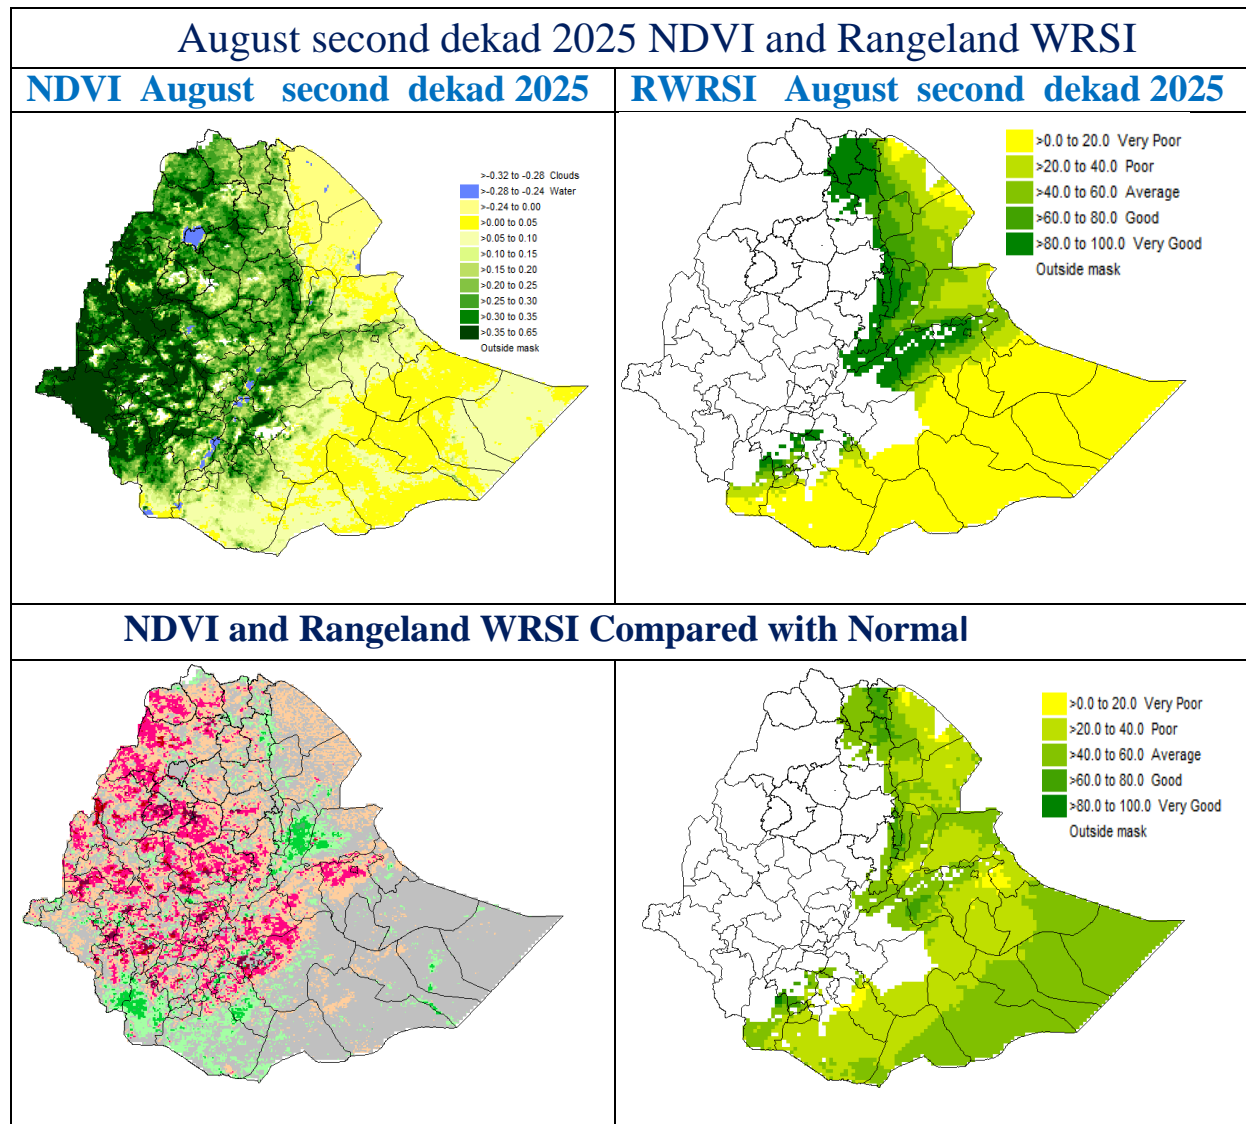 August second dekad 2025 NDVI and Rangeland WRSI
NDVI August second dekad 2025
RWRSI August second dekad 2025
>-0.32 to -0.28 Clouds
>-0.28 to -0.24 Water
>-0.24 to 0.00
>0.00 to 0.05
>0.05 to 0.10
>0.10 to 0.15
>0.15 to 0.20
>0.20 to 0.25
>0.25 to 0.30
>0.30 to 0.35
>0.35 to 0.65
Outside mask
>0.0 to 20.0 Very Poor
>20.0 to 40.0 Poor
>40.0 to 60.0 Average
>60.0 to 80.0 Good
>80.0 to 100.0 Very Good
Outside mask
NDVI and Rangeland WRSI Compared with Normal
>0.0 to 20.0 Very Poor
>20.0 to 40.0 Poor
>40.0 to 60.0 Average
>60.0 to 80.0 Good
>80.0 to 100.0 Very Good
Outside mask